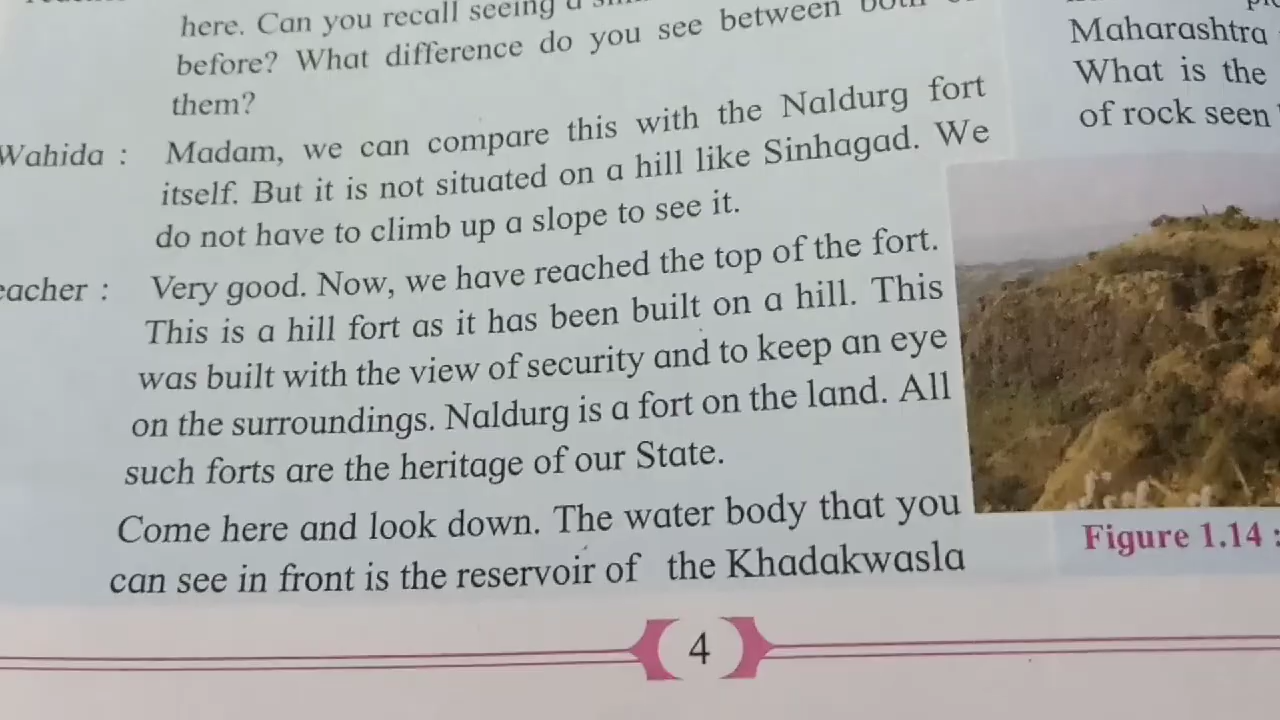 here. Can you recall seeing a
before? What difference do you see between both
them?
Wahida : Madam, we can compare this with the Naldurg fort
itself. But it is not situated on a hill like Sinhagad. We
do not have to climb up a slope to see it.
eacher : Very good. Now, we have reached the top of the fort.
This is a hill fort as it has been built on a hill. This
was built with the view of security and to keep an eye
on the surroundings. Naldurg is a fort on the land. All
such forts are the heritage of our State.
Come here and look down. The water body that you
can see in front is the reservoir of the Khadakwasla
4
Maharashtra
What is the
of rock seen
Figure 1.14 :